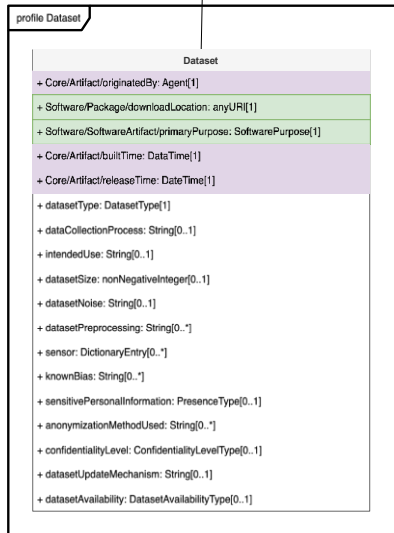 profile Dataset
Dataset
+ Core/Artifact/originatedBy: Agent[1]
+ Software/Package/downloadLocation: anyURI[1]
+ Software/SoftwareArtifact/primaryPurpose: SoftwarePurpose[1]
+ Core/Artifact/builtTime: DataTime[1]
+ Core/Artifact/releaseTime: DateTime[1]
+ datasetType: DatasetType[1]
+ dataCollectionProcess: String[0..1]
+ intendedUse: String[0..1]
+ datasetSize: nonNegativeInteger[0..1]
+ datasetNoise: String[0..1]
+ datasetPreprocessing: String[0..*]
+ sensor: DictionaryEntry[0..*]
+ knownBias: String[0..*]
+ sensitivePersonalInformation: PresenceType[0..1]
+ anonymizationMethodUsed: String[0..*]
+ confidentialityLevel: ConfidentialityLevelType[0..1]
+ datasetUpdateMechanism: String[0..1]
+ datasetAvailability: DatasetAvailabilityType[0..1]